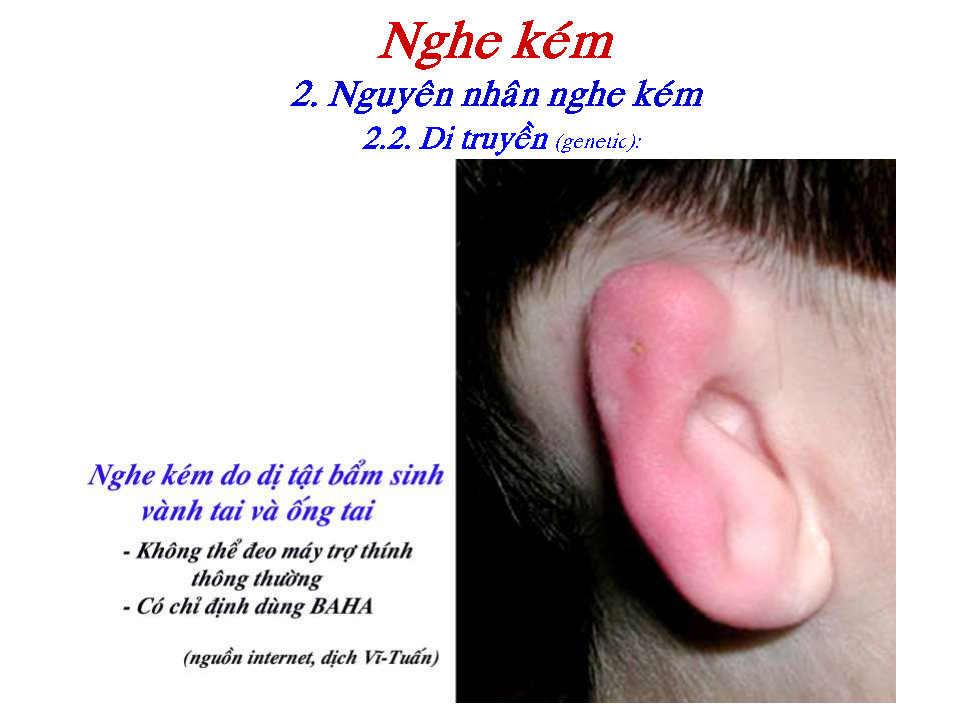 Nghe kém
2. Nguyên nhân nghe kém
2.2. Di truyền (genetic):
Nghe kém do dị tật bẩm sinh
vành tai và ống tai
- Không thể đeo máy trợ thính
thông thường
- Có chỉ định dùng BAHA
(nguồn internet, dịch Vĩ-Tuấn)